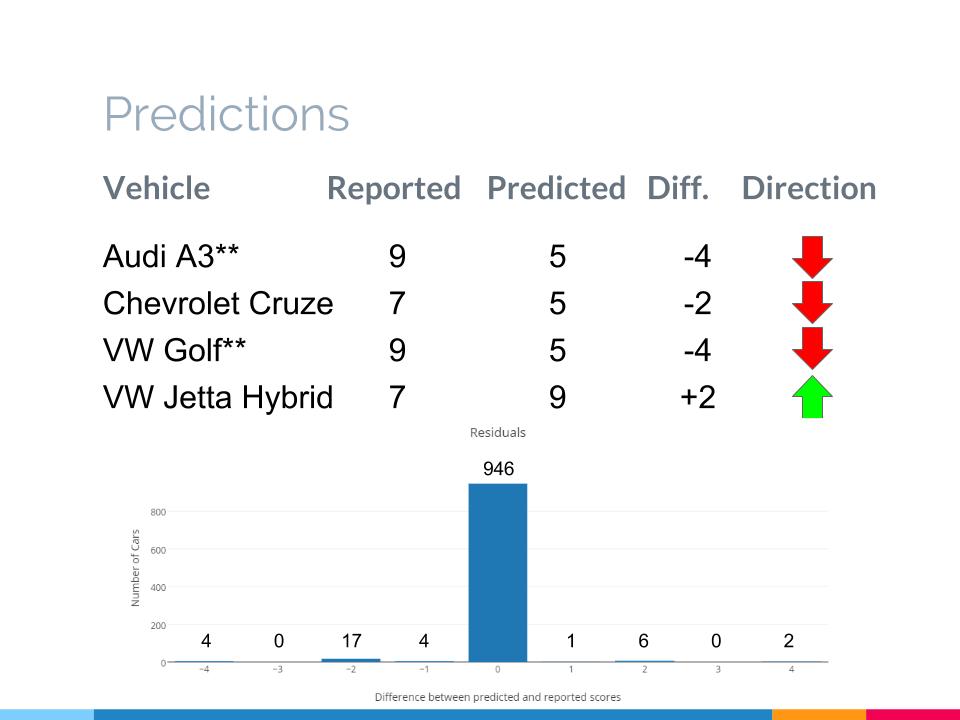 Predictions
Vehicle Reported Predicted Diff. Direction
Audi A3** 9 5 -4
Chevrolet Cruze 7 5 -2
VW Golf** 9 5 -4
VW Jetta Hybrid 7 9 +2
Residuals
946
800
600
400
200
0
Number of Cars
4 0 17 4 1 6 0 2
−4 −3 −2 −1 0 1 2 3 4
Difference between predicted and reported scores